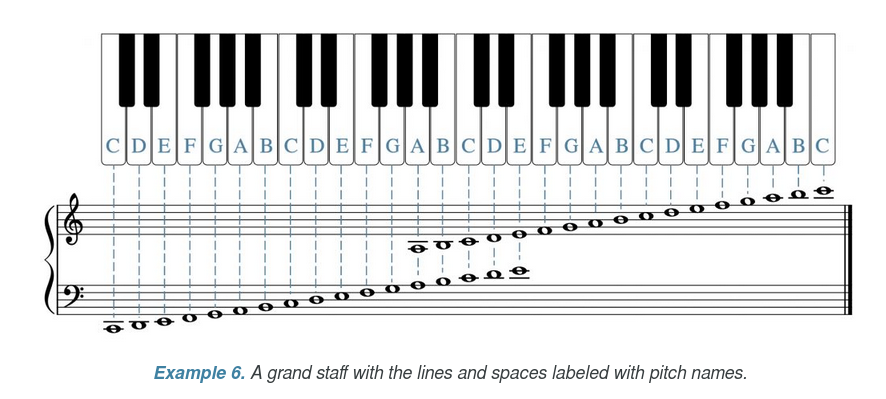 C D E F G A B C D E F G A B C D E F G A B C D E F G A B C
Example 6. A grand staff with the lines and spaces labeled with pitch names.